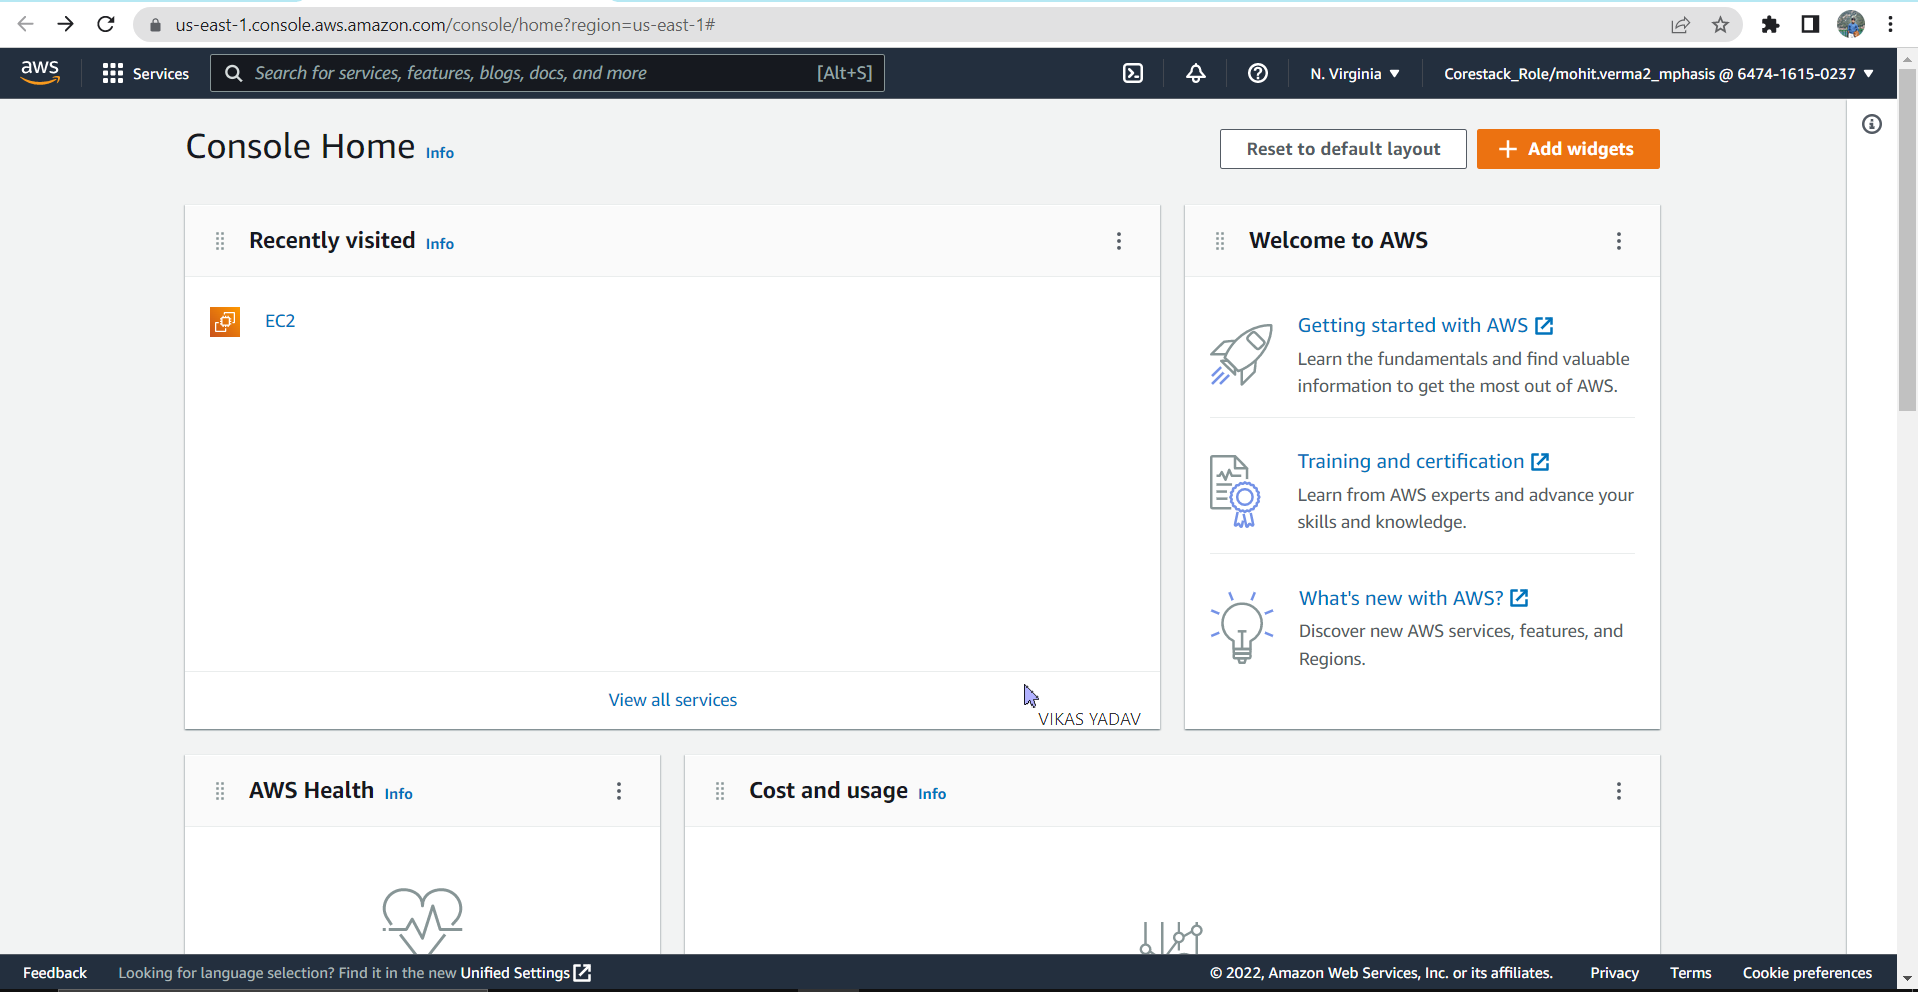 us-east-1.console.aws.amazon.com/console/home?region=us-east-1#
aws
Services
Search for services, features, blogs, docs, and more
[Alt+S]
N. Virginia
Corestack_Role/mohit.verma2_mphasis @ 6474-1615-0237
Console Home
Info
Reset to default layout
Add widgets
Recently visited
Info
EC2
View all services
VIKAS YADAV
Welcome to AWS
Getting started with AWS
Learn the fundamentals and find valuable
information to get the most out of AWS.
Training and certification
Learn from AWS experts and advance your
skills and knowledge.
What's new with AWS?
Discover new AWS services, features, and
Regions.
AWS Health
Info
Cost and usage
Info
Feedback
Looking for language selection? Find it in the new Unified Settings
© 2022, Amazon Web Services, Inc. or its affiliates.
Privacy
Terms
Cookie preferences